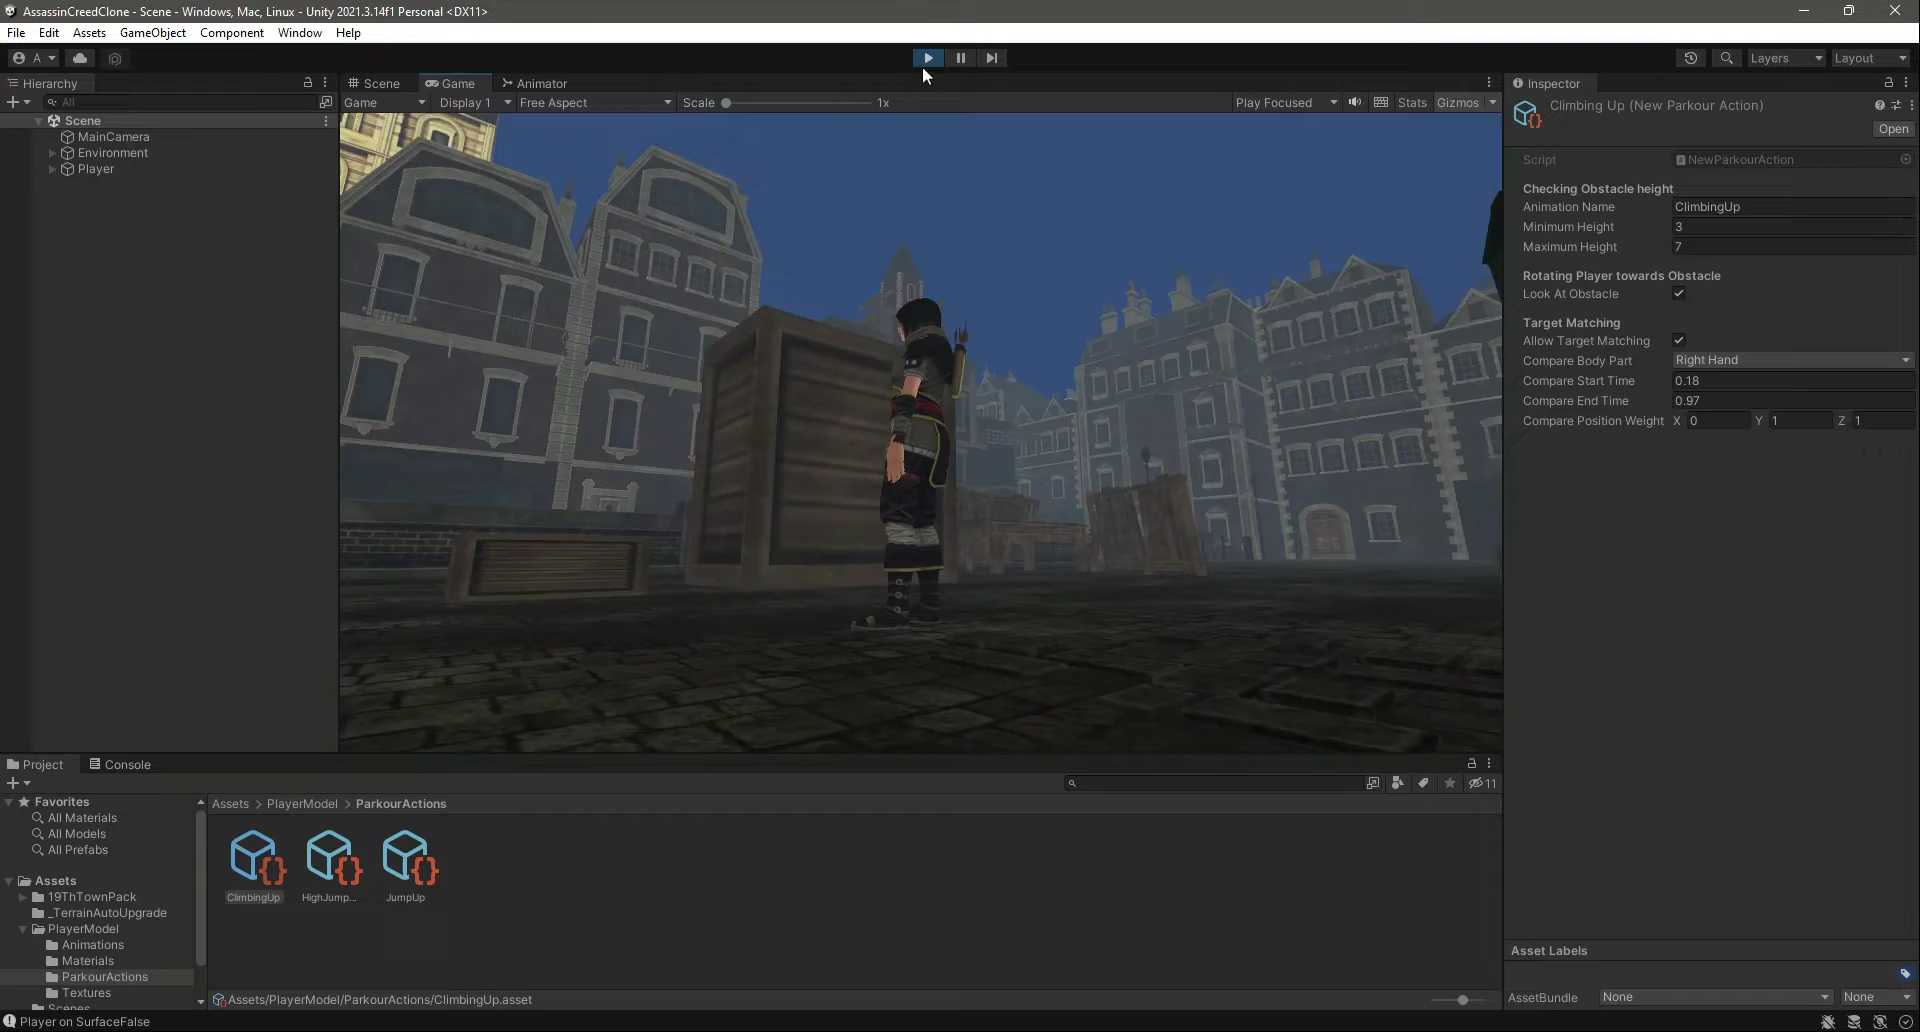 AssassinCreedClone - Scene - Windows, Mac, Linux - Unity 2021.3.14f1 Personal <DX11>
File Edit Assets GameObject Component Window Help
A
Layers
Layout
Hierarchy
Scene
Game
Animator
Inspector
All
Game
Display 1
Free Aspect
Scale
1x
Play Focused
Stats
Gizmos
Scene
MainCamera
Environment
Player
Climbing Up (New Parkour Action)
Open
Script
NewParkourAction
Checking Obstacle height
Animation Name ClimbingUp
Minimum Height 3
Maximum Height 7
Rotating Player towards Obstacle
Look At Obstacle
Target Matching
Allow Target Matching
Compare Body Part Right Hand
Compare Start Time 0.18
Compare End Time 0.97
Compare Position Weight X 0 Y 1 Z 1
Project
Console
11
Favorites
All Materials
All Models
All Prefabs
Assets
19ThTownPack
_TerrainAutoUpgrade
PlayerModel
Animations
Materials
ParkourActions
Textures
Scenes
Assets > PlayerModel > ParkourActions
ClimbingUp
HighJump...
JumpUp
Assets/PlayerModel/ParkourActions/ClimbingUp.asset
Asset Labels
AssetBundle None None
Player on SurfaceFalse